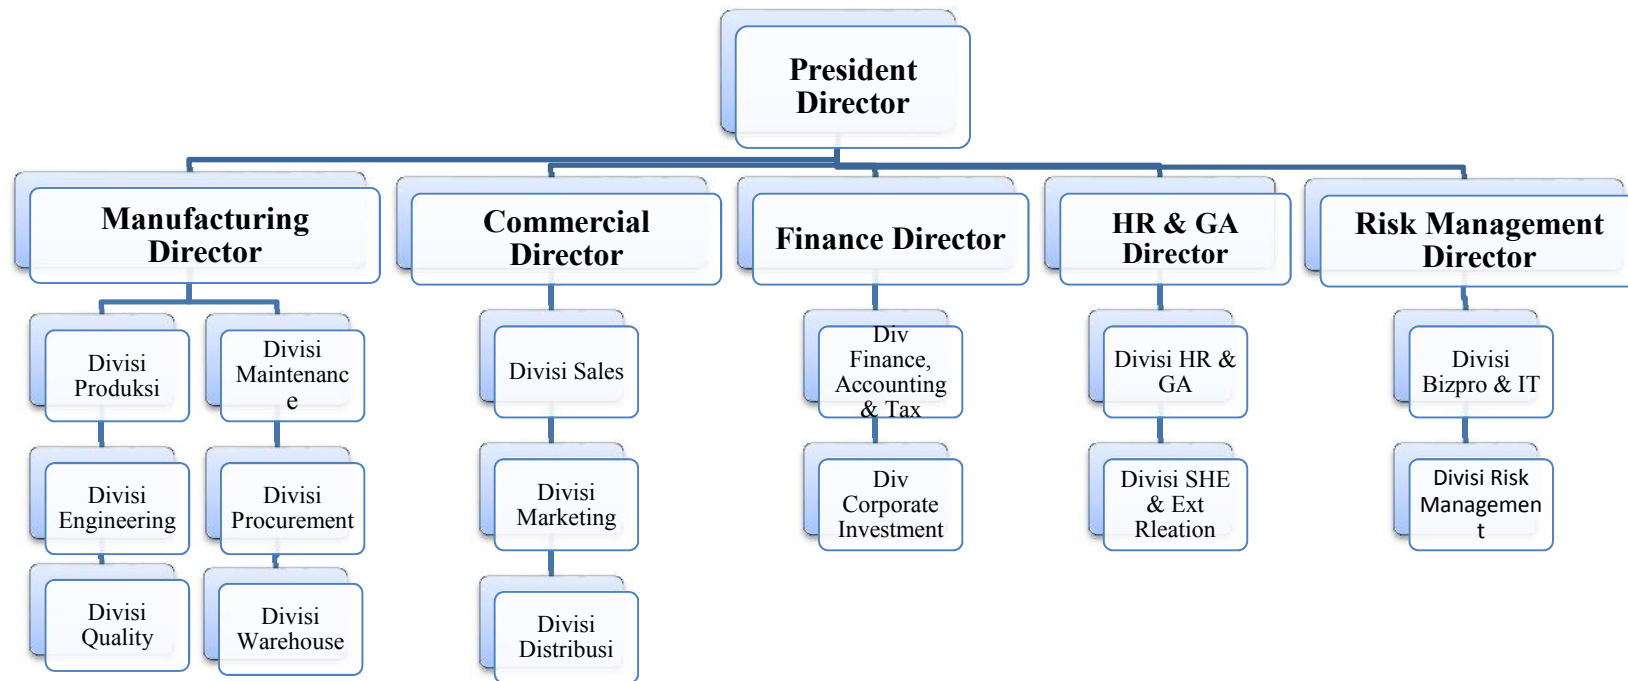 President
Director
Manufacturing
Director
Commercial
Director
Finance Director
HR & GA
Director
Risk Management
Director
Divisi
Produksi
Divisi
Maintenanc
e
Divisi Sales
Div
Finance,
Accounting
& Tax
Divisi HR &
GA
Divisi
Bizpro & IT
Divisi
Engineering
Divisi
Procurement
Divisi
Marketing
Div
Corporate
Investment
Divisi SHE
& Ext
Rleation
Divisi Risk
Managemen
t
Divisi
Quality
Divisi
Warehouse
Divisi
Distribusi